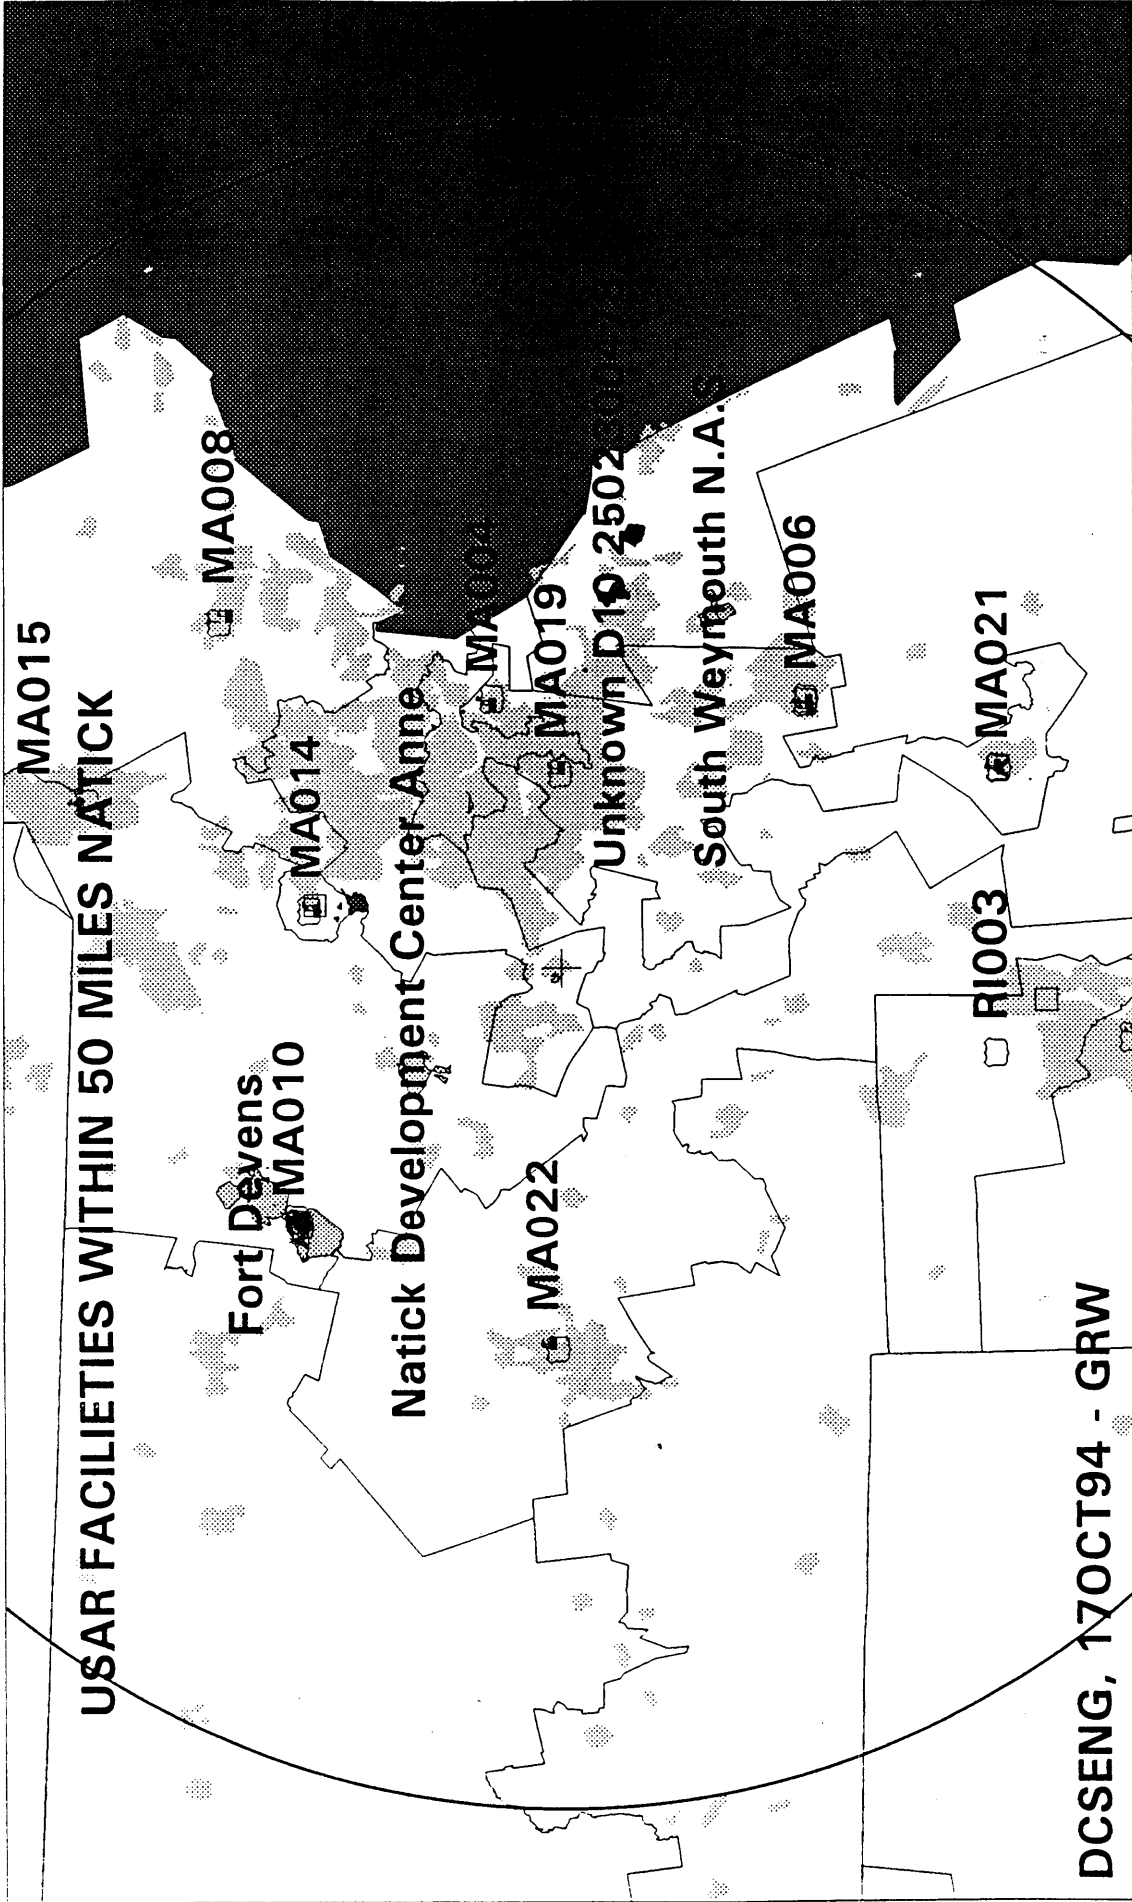 USAR FACILIETIES WITHIN 50 MILES NATICK
MA015
MA008
Fort Devens
MA010
MA014
Natick Development Center Anne
MA004
MA022
MA019
Unknown D10 2502
South Weymouth N.A.S
MA006
RI003
MA021
DCSENG, 17OCT94 - GRW